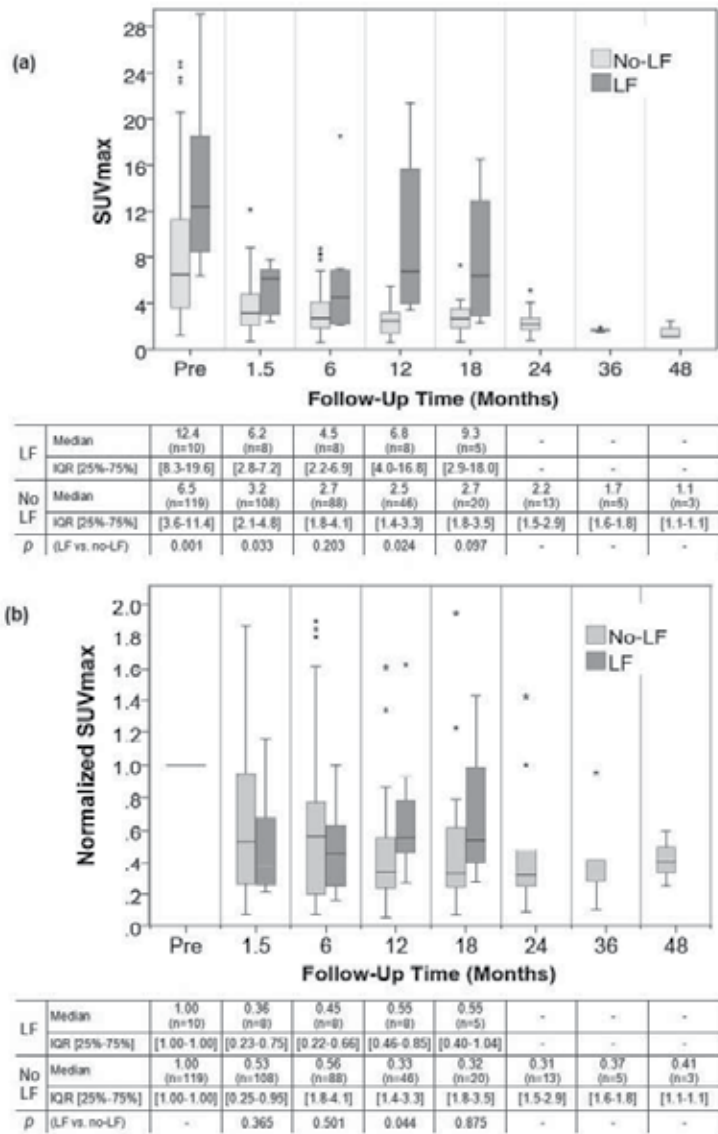 (a)
28
24
20
16
12
8
4
0
SUVmax
No-LF
LF
Pre 1.5 6 12 18 24 36 48
Follow-Up Time (Months)
LF Median 12.4 (n=10) 6.2 (n=8) 4.5 (n=8) 6.8 (n=8) 9.3 (n=5) - - -
IQR [25%-75%] [8.3-19.6] [2.8-7.2] [2.2-6.9] [4.0-16.8] [2.9-18.0] - - -
No LF Median 6.5 (n=119) 3.2 (n=108) 2.7 (n=88) 2.5 (n=46) 2.7 (n=20) 2.2 (n=13) 1.7 (n=5) 1.1 (n=3)
IQR [25%-75%] [3.6-11.4] [2.1-4.8] [1.8-4.1] [1.4-3.3] [1.8-3.5] [1.5-2.9] [1.6-1.8] [1.1-1.1]
p (LF vs. no-LF) 0.001 0.033 0.203 0.024 0.097 - - -
(b)
2.0
1.8
1.6
1.4
1.2
1.0
.8
.6
.4
.2
.0
Normalized SUVmax
No-LF
LF
Pre 1.5 6 12 18 24 36 48
Follow-Up Time (Months)
LF Median 1.00 (n=10) 0.36 (n=8) 0.45 (n=8) 0.55 (n=8) 0.55 (n=5) - - -
IQR [25%-75%] [1.00-1.00] [0.23-0.75] [0.22-0.66] [0.46-0.85] [0.40-1.04] - - -
No LF Median 1.00 (n=119) 0.53 (n=108) 0.56 (n=88) 0.33 (n=46) 0.32 (n=20) 0.31 (n=13) 0.37 (n=5) 0.41 (n=3)
IQR [25%-75%] [1.00-1.00] [0.25-0.95] [1.8-4.1] [1.4-3.3] [1.8-3.5] [1.5-2.9] [1.6-1.8] [1.1-1.1]
p (LF vs. no-LF) - 0.365 0.501 0.044 0.875 - - -